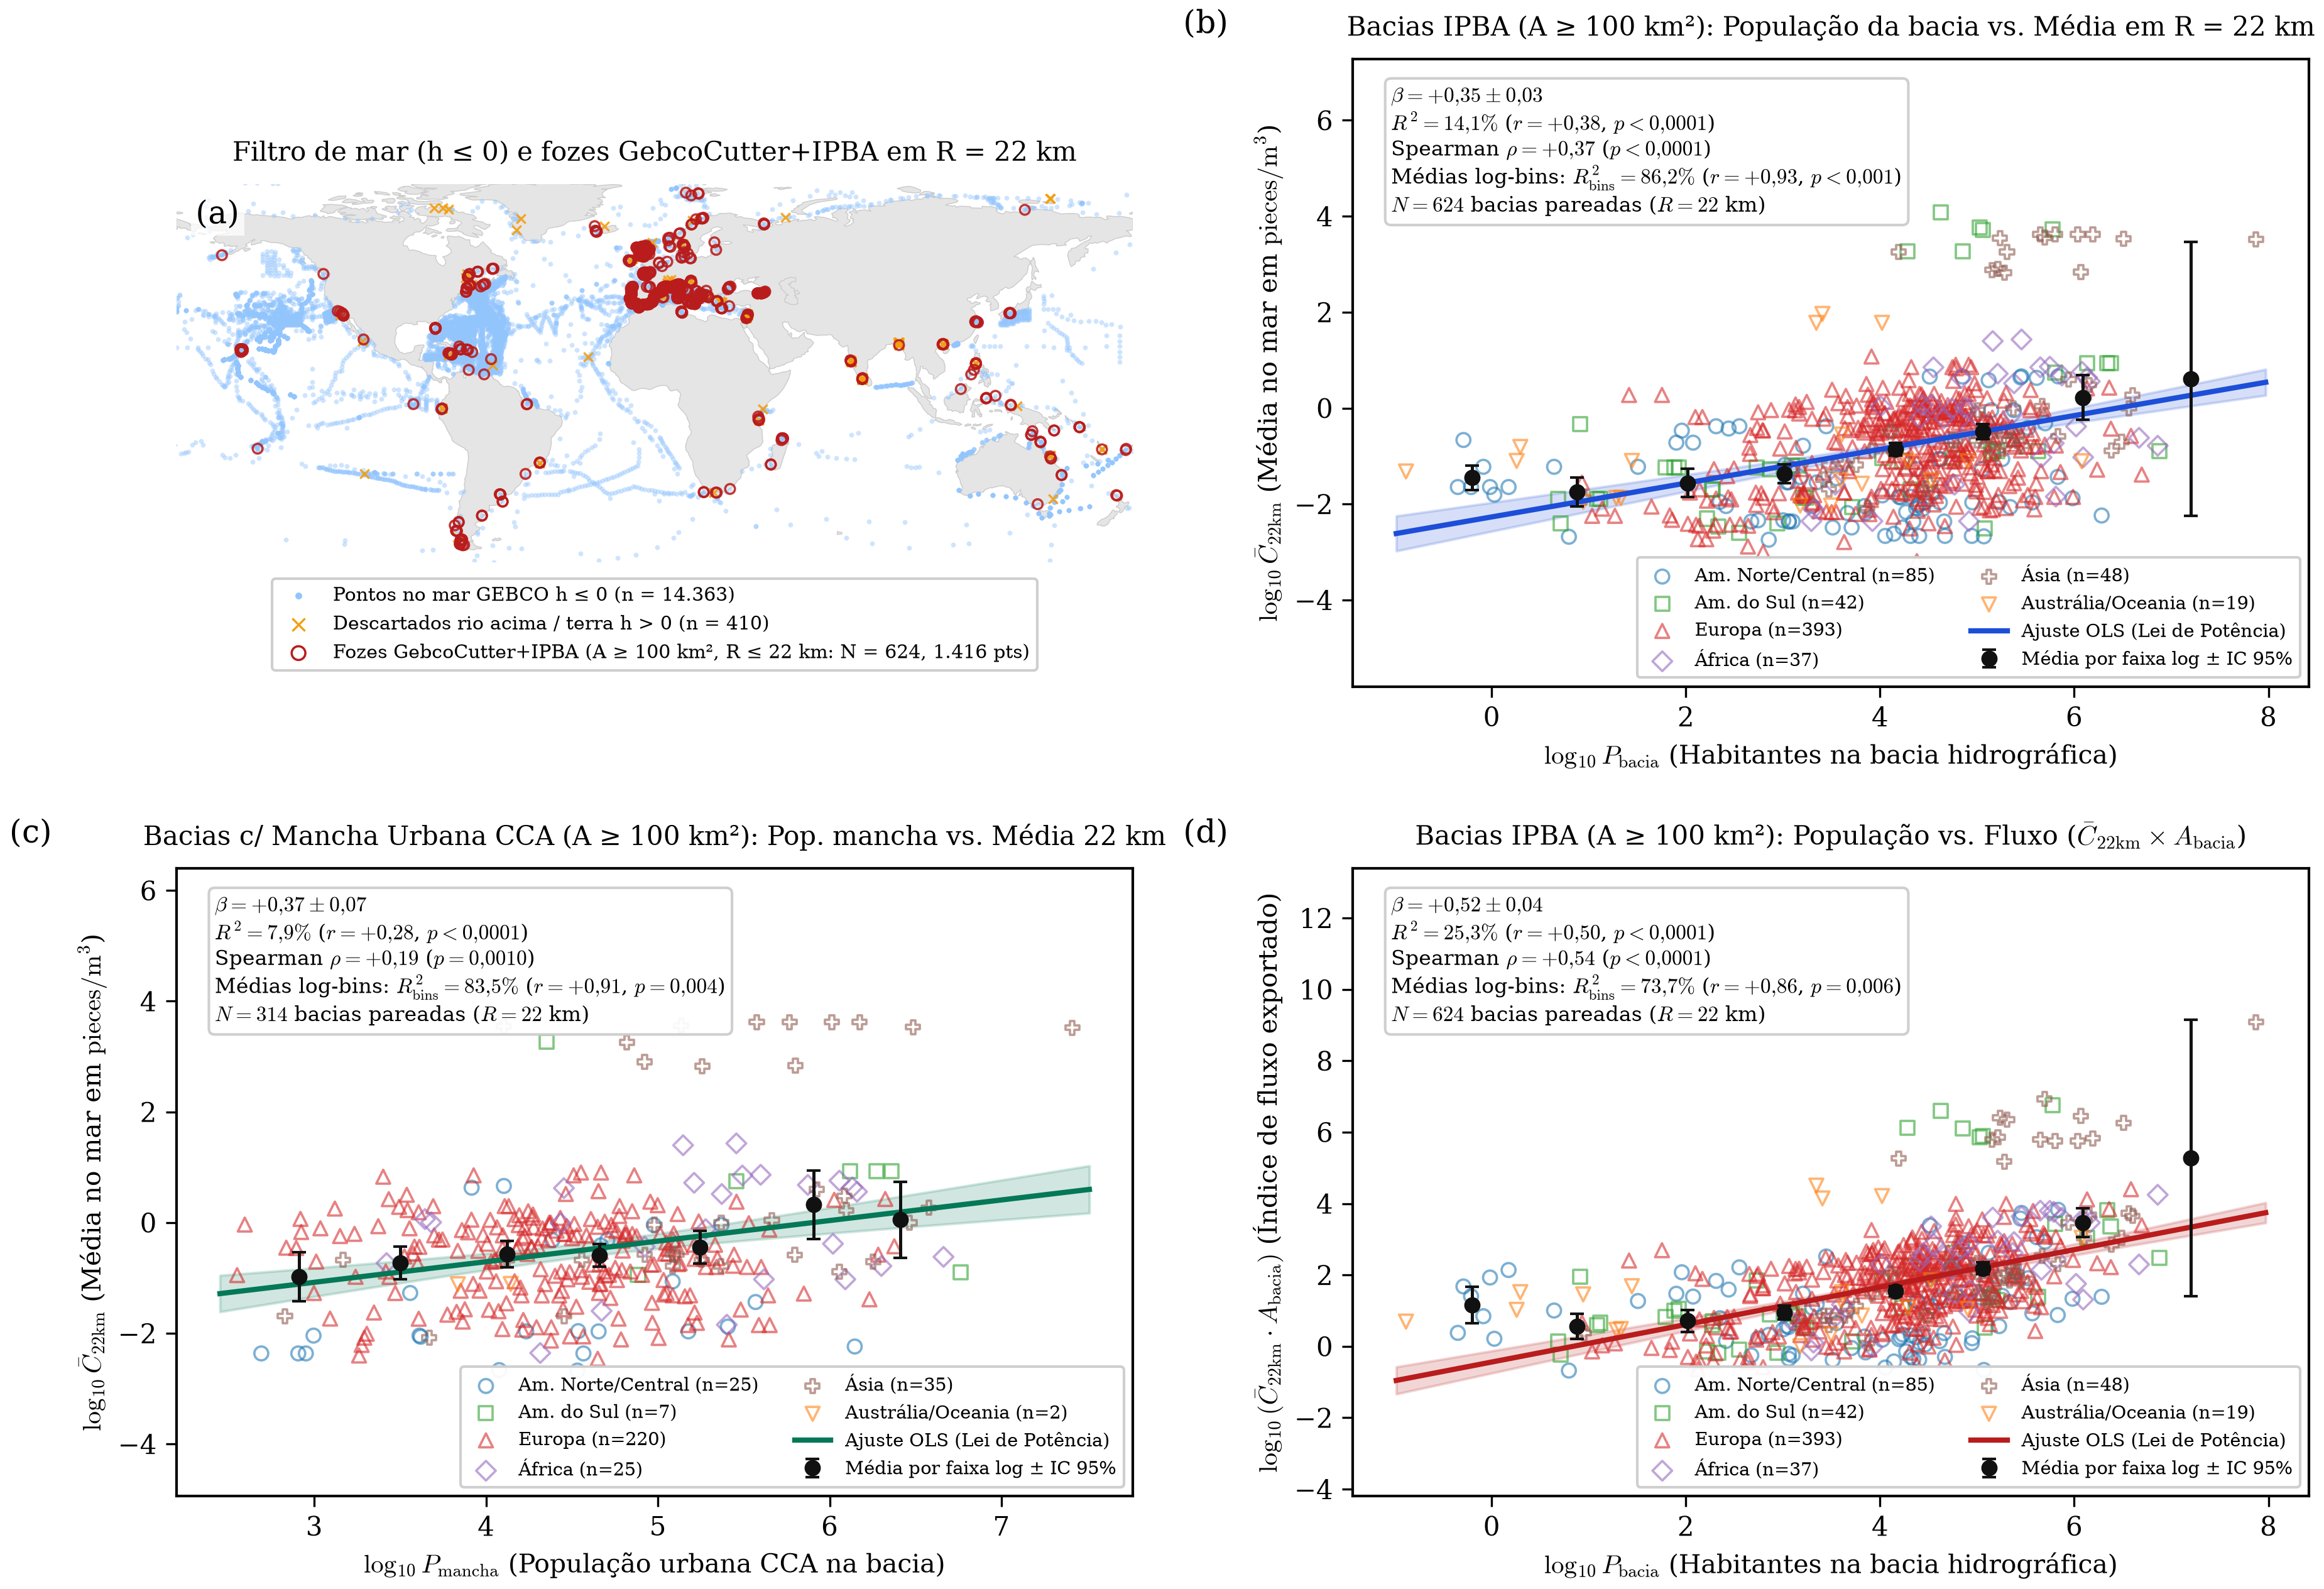 Filtro de mar (h ≤ 0) e fozes GebcoCutter+IPBA em R = 22 km
(a)
Pontos no mar GEBCO h ≤ 0 (n = 14.363)
Descartados rio acima / terra h > 0 (n = 410)
Fozes GebcoCutter+IPBA (A ≥ 100 km², R ≤ 22 km: N = 624, 1.416 pts)
(b)
Bacias IPBA (A ≥ 100 km²): População da bacia vs. Média em R = 22 km
β = +0,35 ± 0,03
R² = 14,1% (r = +0,38, p < 0,0001)
Spearman ρ = +0,37 (p < 0,0001)
Médias log-bins: R²bins = 86,2% (r = +0,93, p < 0,001)
N = 624 bacias pareadas (R = 22 km)
log₁₀ C̄22km (Média no mar em pieces/m³)
6
4
2
0
−2
−4
Am. Norte/Central (n=85)
Am. do Sul (n=42)
Europa (n=393)
África (n=37)
Ásia (n=48)
Austrália/Oceania (n=19)
Ajuste OLS (Lei de Potência)
Média por faixa log ± IC 95%
0 2 4 6 8
log₁₀ Pbacia (Habitantes na bacia hidrográfica)
(c)
Bacias c/ Mancha Urbana CCA (A ≥ 100 km²): Pop. mancha vs. Média 22 km
β = +0,37 ± 0,07
R² = 7,9% (r = +0,28, p < 0,0001)
Spearman ρ = +0,19 (p = 0,0010)
Médias log-bins: R²bins = 83,5% (r = +0,91, p = 0,004)
N = 314 bacias pareadas (R = 22 km)
log₁₀ C̄22km (Média no mar em pieces/m³)
6
4
2
0
−2
−4
Am. Norte/Central (n=25)
Am. do Sul (n=7)
Europa (n=220)
África (n=25)
Ásia (n=35)
Austrália/Oceania (n=2)
Ajuste OLS (Lei de Potência)
Média por faixa log ± IC 95%
3 4 5 6 7
log₁₀ Pmancha (População urbana CCA na bacia)
(d)
Bacias IPBA (A ≥ 100 km²): População vs. Fluxo (C̄22km × Abacia)
β = +0,52 ± 0,04
R² = 25,3% (r = +0,50, p < 0,0001)
Spearman ρ = +0,54 (p < 0,0001)
Médias log-bins: R²bins = 73,7% (r = +0,86, p = 0,006)
N = 624 bacias pareadas (R = 22 km)
log₁₀ (C̄22km · Abacia) (Índice de fluxo exportado)
12
10
8
6
4
2
0
−2
−4
Am. Norte/Central (n=85)
Am. do Sul (n=42)
Europa (n=393)
África (n=37)
Ásia (n=48)
Austrália/Oceania (n=19)
Ajuste OLS (Lei de Potência)
Média por faixa log ± IC 95%
0 2 4 6 8
log₁₀ Pbacia (Habitantes na bacia hidrográfica)